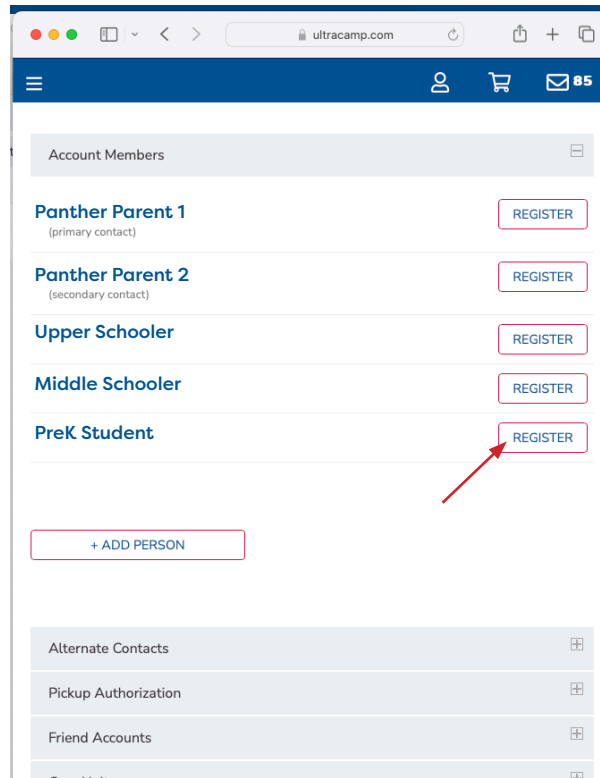 ultracamp.com
85
Account Members
Panther Parent 1
REGISTER
(primary contact)
Panther Parent 2
REGISTER
(secondary contact)
Upper Schooler
REGISTER
Middle Schooler
REGISTER
PreK Student
REGISTER
+ ADD PERSON
Alternate Contacts
Pickup Authorization
Friend Accounts